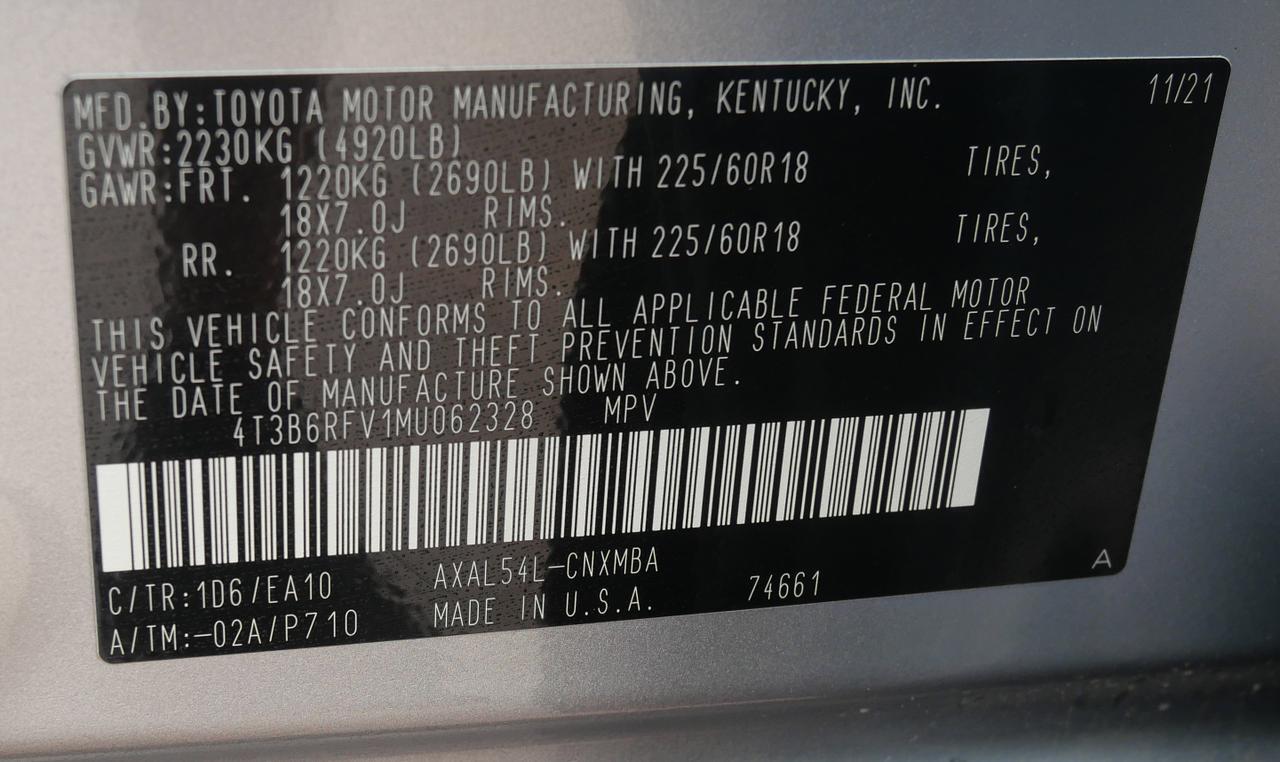 MFD.BY:TOYOTA MOTOR MANUFACTURING, KENTUCKY, INC. 11/21
GVWR:2230KG (4920LB)
GAWR:FRT. 1220KG (2690LB) WITH 225/60R18 TIRES,
18X7.0J RIMS.
RR. 1220KG (2690LB) WITH 225/60R18 TIRES,
18X7.0J RIMS.
THIS VEHICLE CONFORMS TO ALL APPLICABLE FEDERAL MOTOR
VEHICLE SAFETY AND THEFT PREVENTION STANDARDS IN EFFECT ON
THE DATE OF MANUFACTURE SHOWN ABOVE.
4T3B6RFV1MU062328 MPV
C/TR:1D6/EA10 AXAL54L-CNXMBA
A/TM:-02A/P710 MADE IN U.S.A. 74661
A